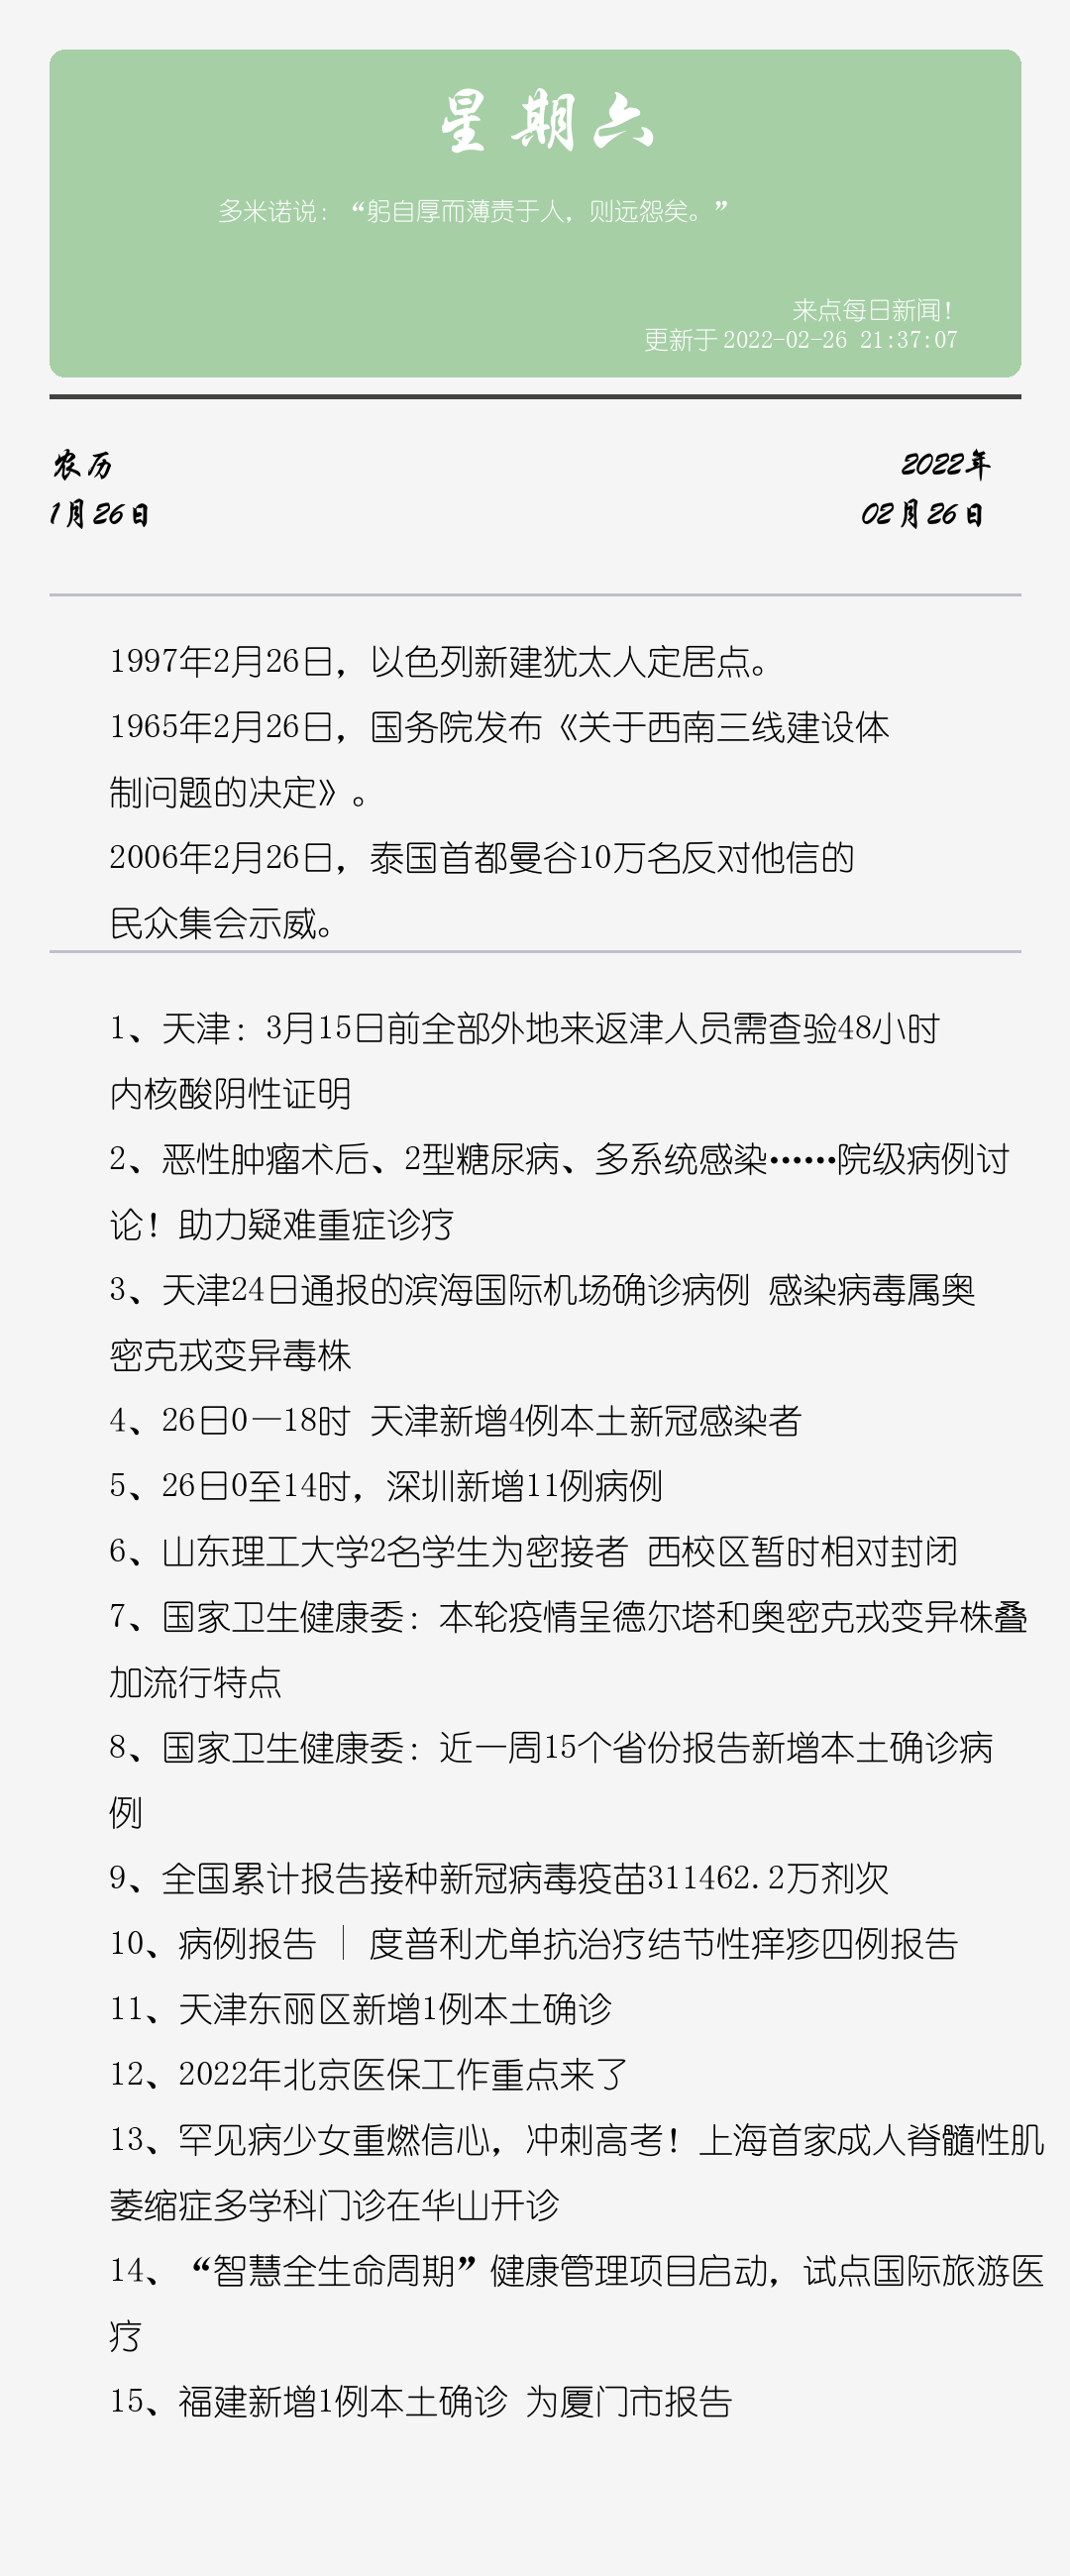 星期六
多米诺说：“躬自厚而薄责于人，则远怨矣。”
来点每日新闻！
更新于 2022-02-26 21:37:07
农历
2022年
1月26日
02月26日
1997年2月26日，以色列新建犹太人定居点。
1965年2月26日，国务院发布《关于西南三线建设体
制问题的决定》。
2006年2月26日，泰国首都曼谷10万名反对他信的
民众集会示威。
1、天津：3月15日前全部外地来返津人员需查验48小时
内核酸阴性证明
2、恶性肿瘤术后、2型糖尿病、多系统感染……院级病例讨
论！助力疑难重症诊疗
3、天津24日通报的滨海国际机场确诊病例 感染病毒属奥
密克戎变异毒株
4、26日0—18时 天津新增4例本土新冠感染者
5、26日0至14时，深圳新增11例病例
6、山东理工大学2名学生为密接者 西校区暂时相对封闭
7、国家卫生健康委：本轮疫情呈德尔塔和奥密克戎变异株叠
加流行特点
8、国家卫生健康委：近一周15个省份报告新增本土确诊病
例
9、全国累计报告接种新冠病毒疫苗311462.2万剂次
10、病例报告 ｜ 度普利尤单抗治疗结节性痒疹四例报告
11、天津东丽区新增1例本土确诊
12、2022年北京医保工作重点来了
13、罕见病少女重燃信心，冲刺高考！上海首家成人脊髓性肌
萎缩症多学科门诊在华山开诊
14、“智慧全生命周期”健康管理项目启动，试点国际旅游医
疗
15、福建新增1例本土确诊 为厦门市报告